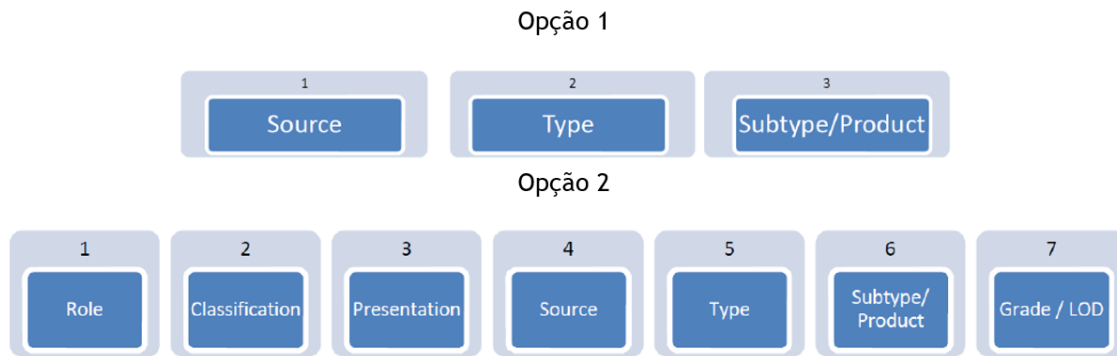 Opção 1
1
2
3
Source
Type
Subtype/Product
Opção 2
1
2
3
4
5
6
7
Role
Classification
Presentation
Source
Type
Subtype/
Product
Grade / LOD